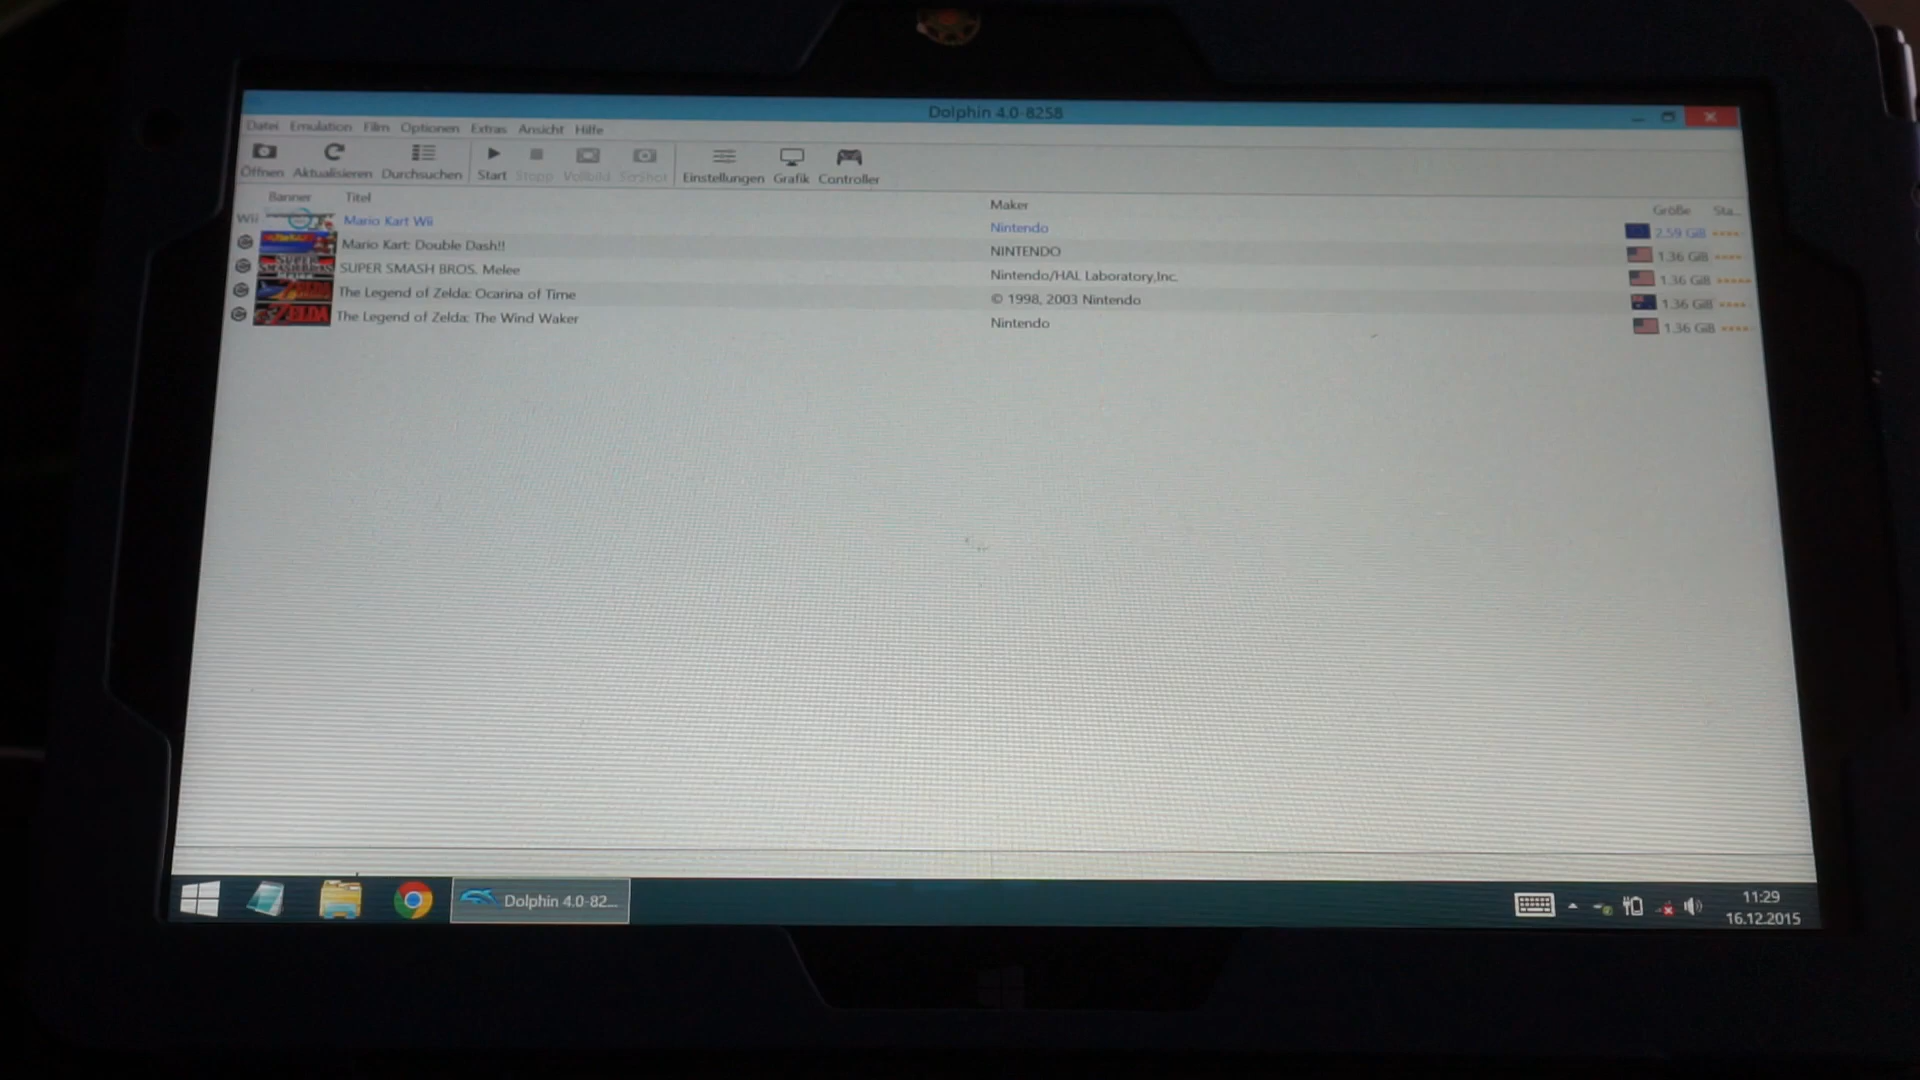 Dolphin 4.0-8258
Datei Emulation Film Optionen Extras Ansicht Hilfe
Öffnen Aktualisieren Durchsuchen Start Stopp Vollbild ScrShot Einstellungen Grafik Controller
Banner Titel Maker Größe Sta...
Wii Mario Kart Wii Nintendo 2.59 GiB
Mario Kart: Double Dash!! NINTENDO 1.36 GiB
SUPER SMASH BROS. Melee Nintendo/HAL Laboratory,Inc. 1.36 GiB
The Legend of Zelda: Ocarina of Time © 1998, 2003 Nintendo 1.36 GiB
ZELDA The Legend of Zelda: The Wind Waker Nintendo 1.36 GiB
Dolphin 4.0-82...
11:29
16.12.2015